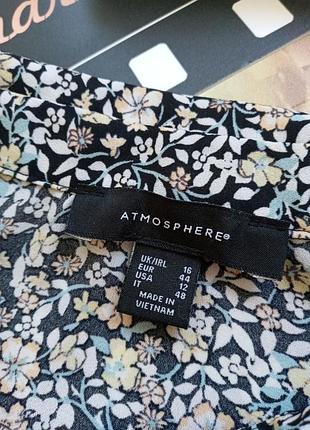 ATMOSPHERE®
UK/IRL 16
EUR 44
USA 12
IT 48
MADE IN
VIETNAM